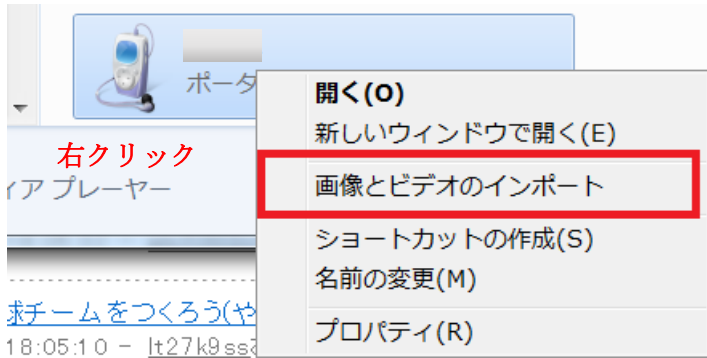 ポータ
開く(O)
新しいウィンドウで開く(E)
右クリック
画像とビデオのインポート
ィア プレーヤー
ショートカットの作成(S)
名前の変更(M)
球チームをつくろう(や
プロパティ(R)
18:05:10 - lt27k9ss